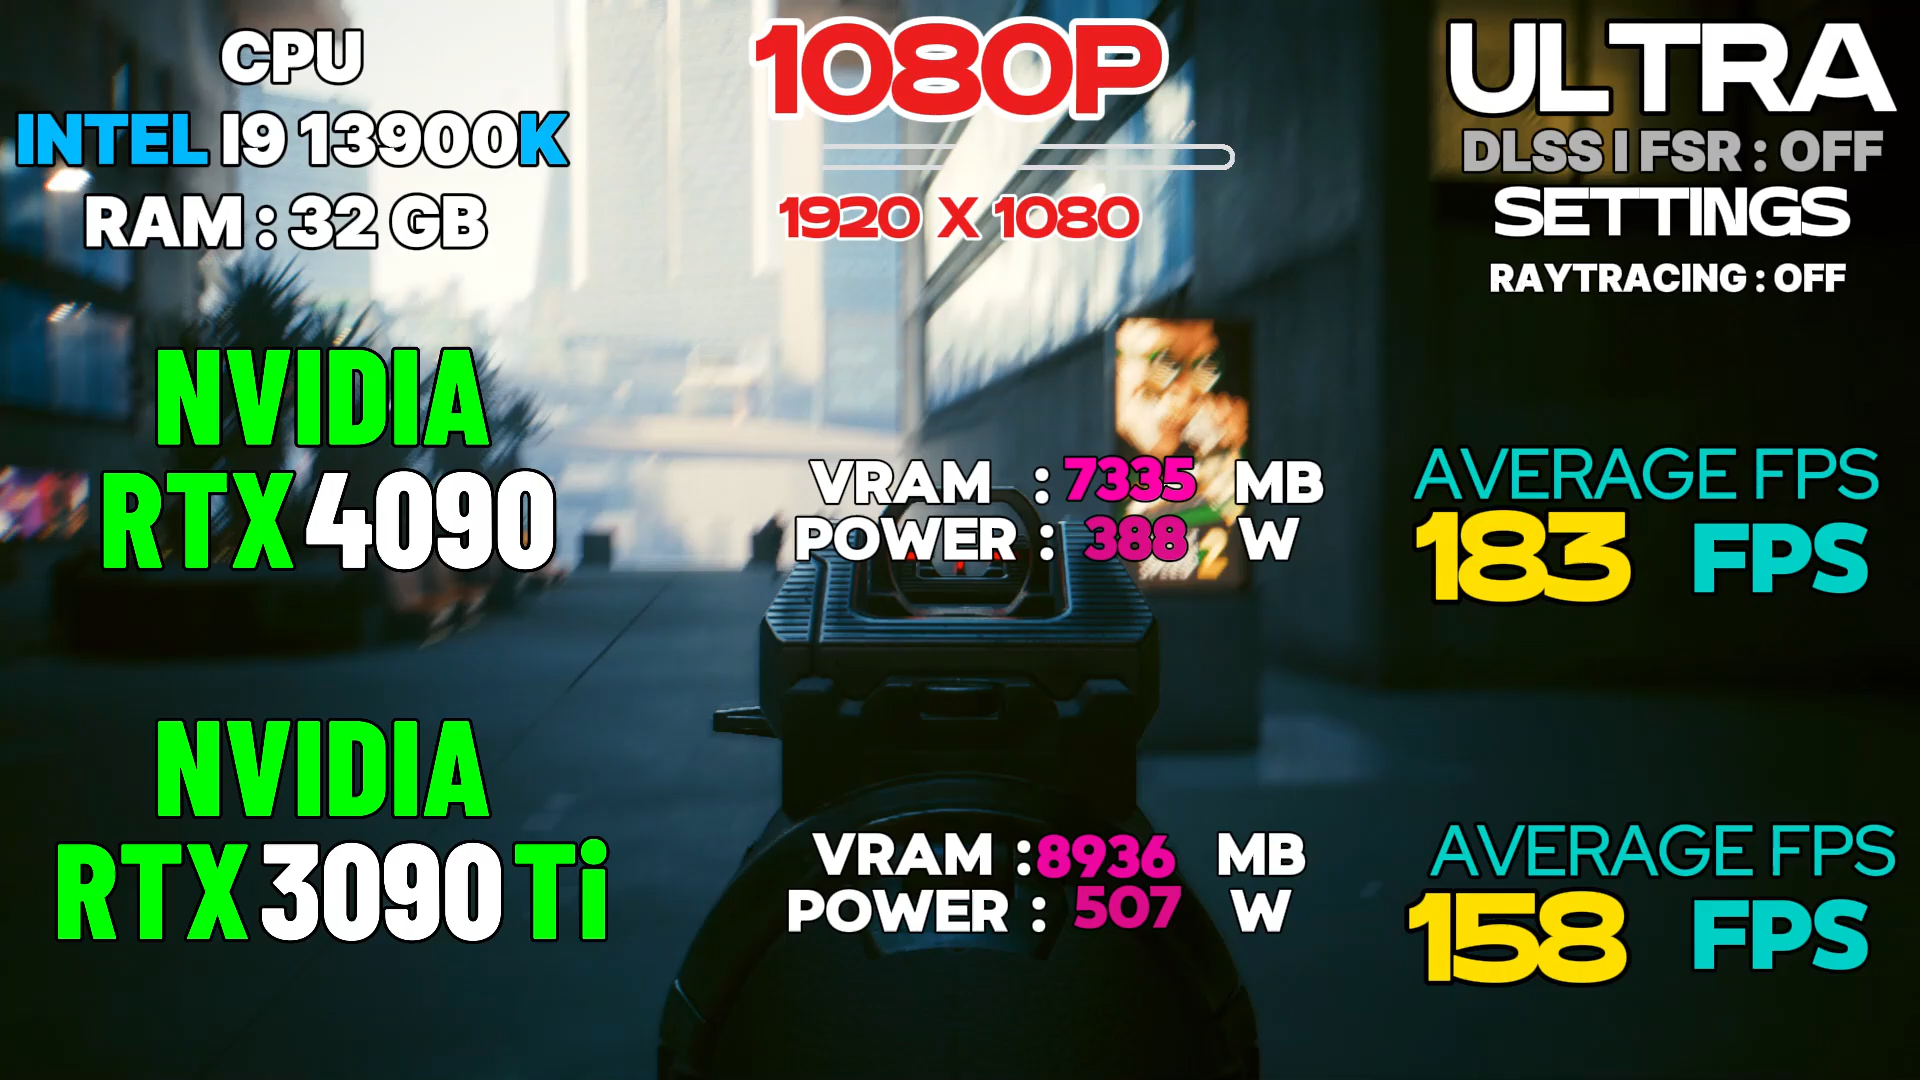 CPU
INTEL I9 13900K
RAM : 32 GB
1080P
1920 X 1080
ULTRA
DLSS | FSR : OFF
SETTINGS
RAYTRACING : OFF
NVIDIA
RTX 4090
VRAM : 7335 MB
POWER : 388 W
AVERAGE FPS
183 FPS
NVIDIA
RTX 3090 Ti
VRAM : 8936 MB
POWER : 507 W
AVERAGE FPS
158 FPS